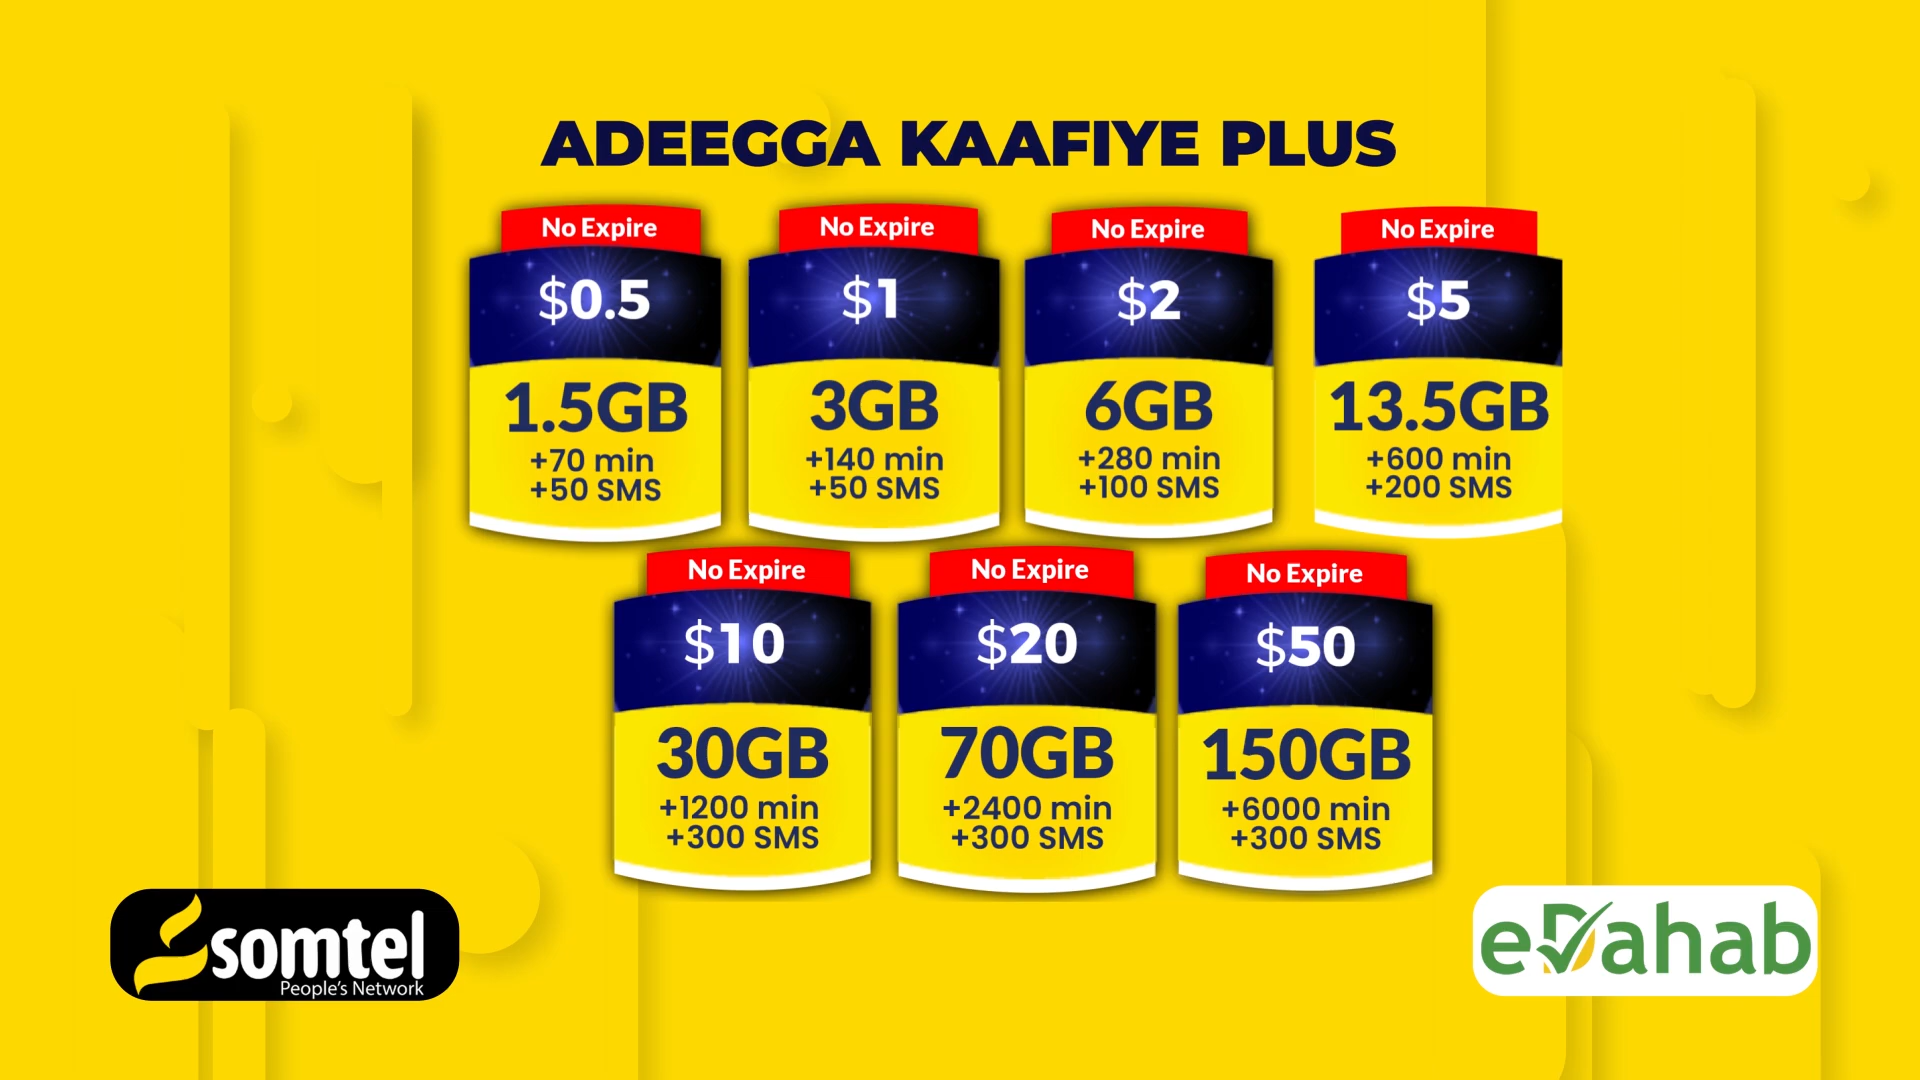 ADEEGGA KAAFIYE PLUS
No Expire
$0.5
1.5GB
+70 min
+50 SMS
No Expire
$1
3GB
+140 min
+50 SMS
No Expire
$2
6GB
+280 min
+100 SMS
No Expire
$5
13.5GB
+600 min
+200 SMS
No Expire
$10
30GB
+1200 min
+300 SMS
No Expire
$20
70GB
+2400 min
+300 SMS
No Expire
$50
150GB
+6000 min
+300 SMS
somtel
People's Network
eDahab